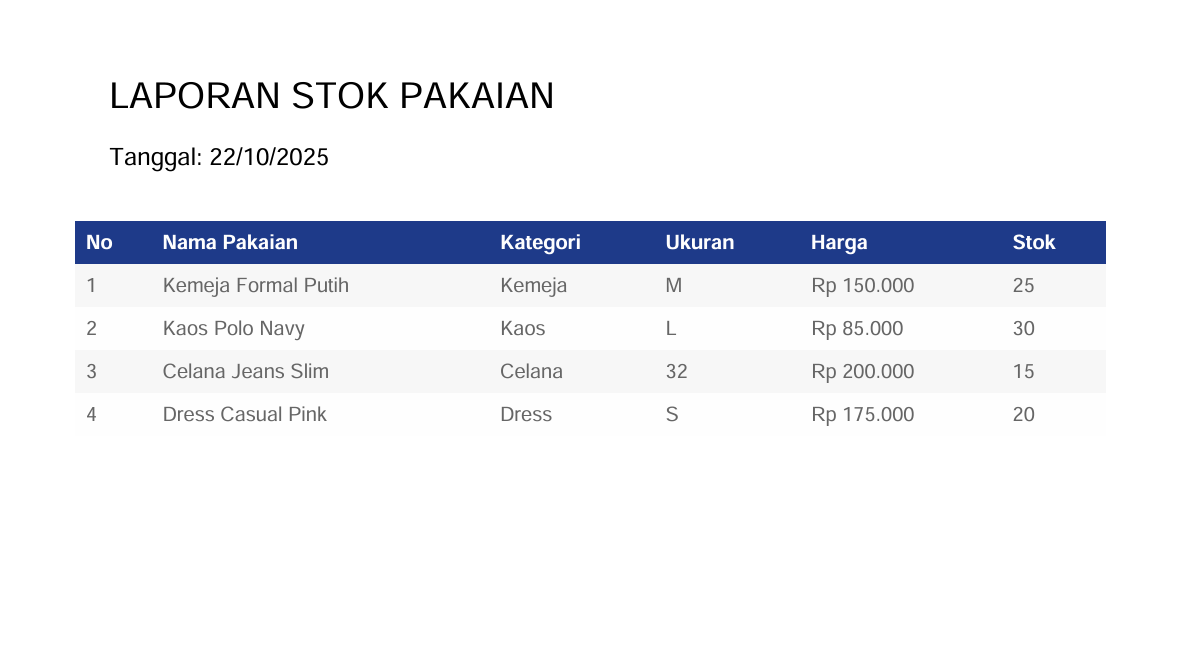 LAPORAN STOK PAKAIAN
Tanggal: 22/10/2025
No Nama Pakaian Kategori Ukuran Harga Stok
1 Kemeja Formal Putih Kemeja M Rp 150.000 25
2 Kaos Polo Navy Kaos L Rp 85.000 30
3 Celana Jeans Slim Celana 32 Rp 200.000 15
4 Dress Casual Pink Dress S Rp 175.000 20